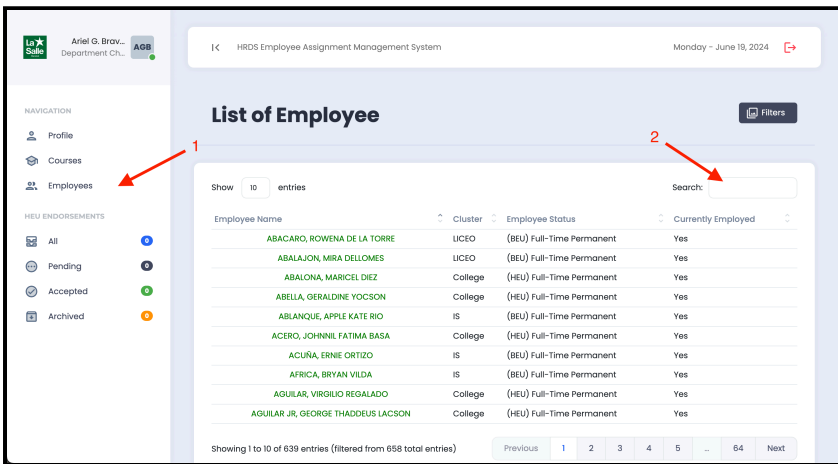 La Salle
Ariel G. Brav...
Department Ch...
AGB
HRDS Employee Assignment Management System
Monday - June 19, 2024
NAVIGATION
Profile
Courses
Employees
1
HEU ENDORSEMENTS
All 0
Pending 0
Accepted 0
Archived 0
List of Employee
Filters
2
Show 10 entries
Search:
Employee Name Cluster Employee Status Currently Employed
ABACARO, ROWENA DE LA TORRE LICEO (BEU) Full-Time Permanent Yes
ABALAJON, MIRA DELLOMES LICEO (BEU) Full-Time Permanent Yes
ABALONA, MARICEL DIEZ College (HEU) Full-Time Permanent Yes
ABELLA, GERALDINE YOCSON College (HEU) Full-Time Permanent Yes
ABLANQUE, APPLE KATE RIO IS (BEU) Full-Time Permanent Yes
ACERO, JOHNNIL FATIMA BASA College (HEU) Full-Time Permanent Yes
ACUÑA, ERNIE ORTIZO IS (BEU) Full-Time Permanent Yes
AFRICA, BRYAN VILDA IS (BEU) Full-Time Permanent Yes
AGUILAR, VIRGILIO REGALADO College (HEU) Full-Time Permanent Yes
AGUILAR JR, GEORGE THADDEUS LACSON College (HEU) Full-Time Permanent Yes
Showing 1 to 10 of 639 entries (filtered from 658 total entries)
Previous 1 2 3 4 5 … 64 Next